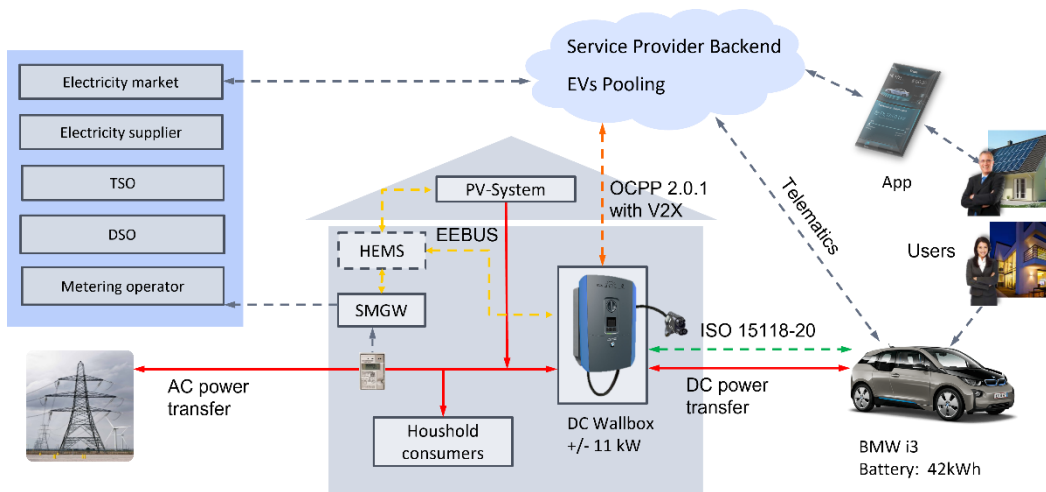 Service Provider Backend
EVs Pooling
Electricity market
Electricity supplier
TSO
DSO
Metering operator
PV-System
OCPP 2.0.1
with V2X
EEBUS
HEMS
SMGW
Telematics
App
Users
ISO 15118-20
AC power
transfer
DC power
transfer
Houshold
consumers
DC Wallbox
+/- 11 kW
BMW i3
Battery:  42kWh